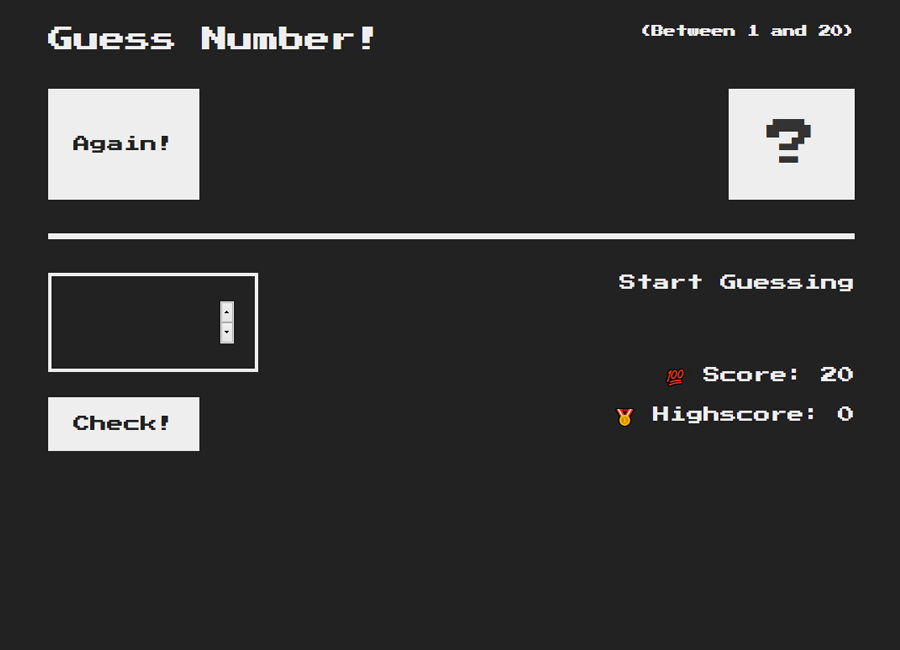 Guess Number!
(Between 1 and 20)
Again!
?
Start Guessing
💯 Score: 20
🏅 Highscore: 0
Check!